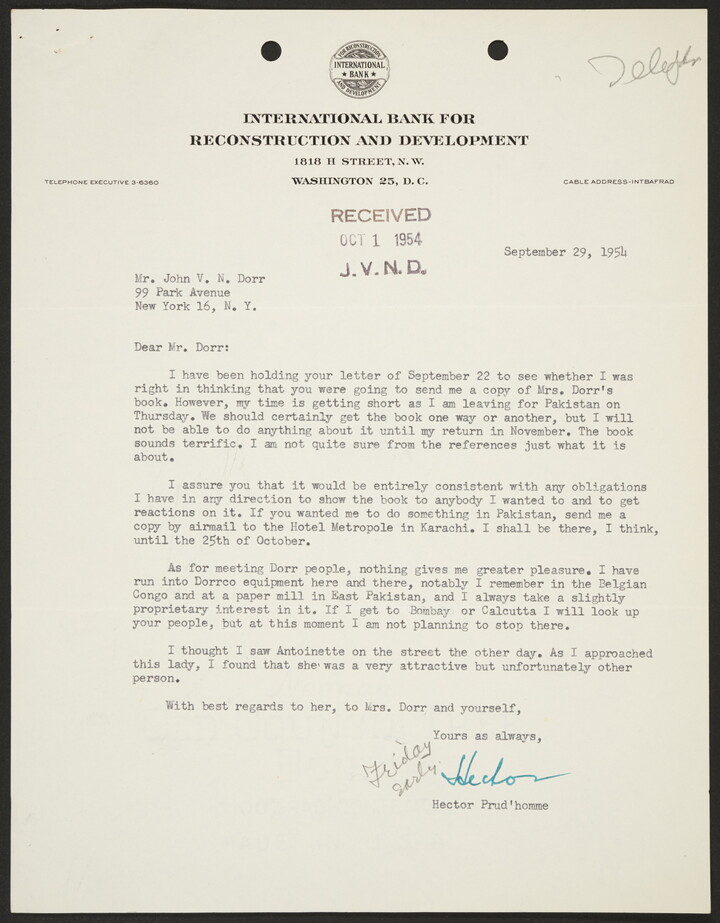 FOR RECONSTRUCTION
INTERNATIONAL
★ BANK ★
AND DEVELOPMENT
INTERNATIONAL BANK FOR
RECONSTRUCTION AND DEVELOPMENT
1818 H STREET, N.W.
TELEPHONE EXECUTIVE 3-6360
WASHINGTON 25, D. C.
CABLE ADDRESS-INTBAFRAD
RECEIVED
OCT 1 1954
J.V.N.D.
September 29, 1954
Mr. John V. N. Dorr
99 Park Avenue
New York 16, N. Y.
Dear Mr. Dorr:
I have been holding your letter of September 22 to see whether I was
right in thinking that you were going to send me a copy of Mrs. Dorr's
book. However, my time is getting short as I am leaving for Pakistan on
Thursday. We should certainly get the book one way or another, but I will
not be able to do anything about it until my return in November. The book
sounds terrific. I am not quite sure from the references just what it is
about.
I assure you that it would be entirely consistent with any obligations
I have in any direction to show the book to anybody I wanted to and to get
reactions on it. If you wanted me to do something in Pakistan, send me a
copy by airmail to the Hotel Metropole in Karachi. I shall be there, I think,
until the 25th of October.
As for meeting Dorr people, nothing gives me greater pleasure. I have
run into Dorrco equipment here and there, notably I remember in the Belgian
Congo and at a paper mill in East Pakistan, and I always take a slightly
proprietary interest in it. If I get to Bombay or Calcutta I will look up
your people, but at this moment I am not planning to stop there.
I thought I saw Antoinette on the street the other day. As I approached
this lady, I found that she was a very attractive but unfortunately other
person.
With best regards to her, to Mrs. Dorr and yourself,
Yours as always,
Friday
early
Hector
Hector Prud'homme